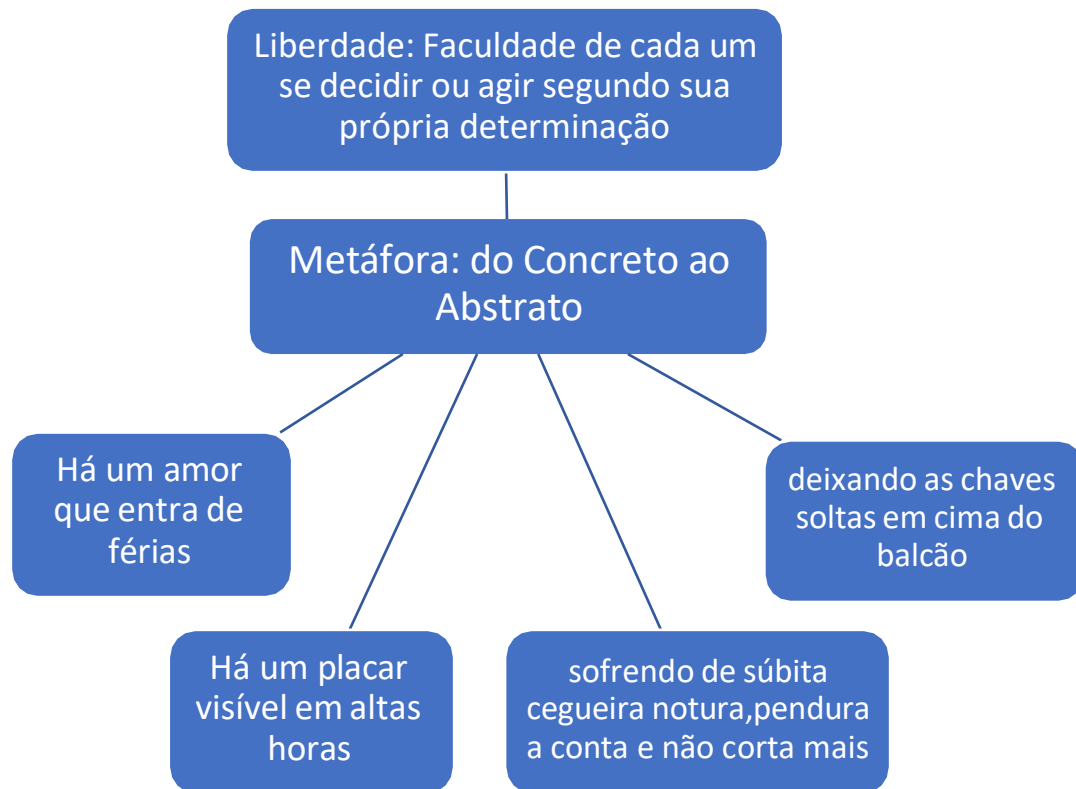 Liberdade: Faculdade de cada um
se decidir ou agir segundo sua
própria determinação
Metáfora: do Concreto ao
Abstrato
Há um amor
que entra de
férias
Há um placar
visível em altas
horas
sofrendo de súbita
cegueira notura,pendura
a conta e não corta mais
deixando as chaves
soltas em cima do
balcão